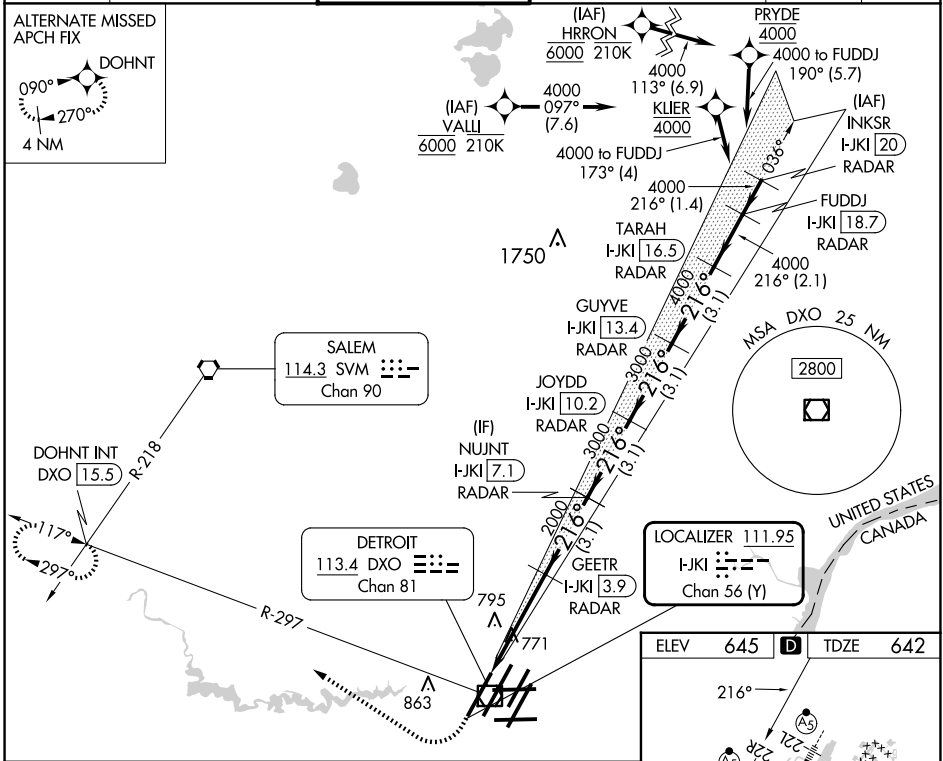 ALTERNATE MISSED
APCH FIX
DOHNT
090°
270°
4 NM
(IAF)
HRRON
6000 210K
4000
113° (6.9)
PRYDE
4000
4000 to FUDDJ
190° (5.7)
(IAF)
VALLI
6000 210K
4000
097°
(7.6)
KLIER
4000
4000 to FUDDJ
173° (4)
(IAF)
INKSR
I-JKI 20
RADAR
036°
4000
216° (1.4)
FUDDJ
I-JKI 18.7
RADAR
TARAH
I-JKI 16.5
RADAR
4000
216° (2.1)
1750
4000
216°
(3.1)
GUYVE
I-JKI 13.4
RADAR
3000
216°
(3.1)
MSA DXO 25 NM
2800
JOYDD
I-JKI 10.2
RADAR
3000
216°
(3.1)
SALEM
114.3 SVM
Chan 90
(IF)
NUJNT
I-JKI 7.1
RADAR
2000
216°
(3.1)
DOHNT INT
DXO 15.5
R-218
117°
297°
R-297
UNITED STATES
CANADA
DETROIT
113.4 DXO
Chan 81
GEETR
I-JKI 3.9
RADAR
LOCALIZER 111.95
I-JKI
Chan 56 (Y)
795
771
863
ELEV 645 D TDZE 642
216°
A5
22R
22L
A5